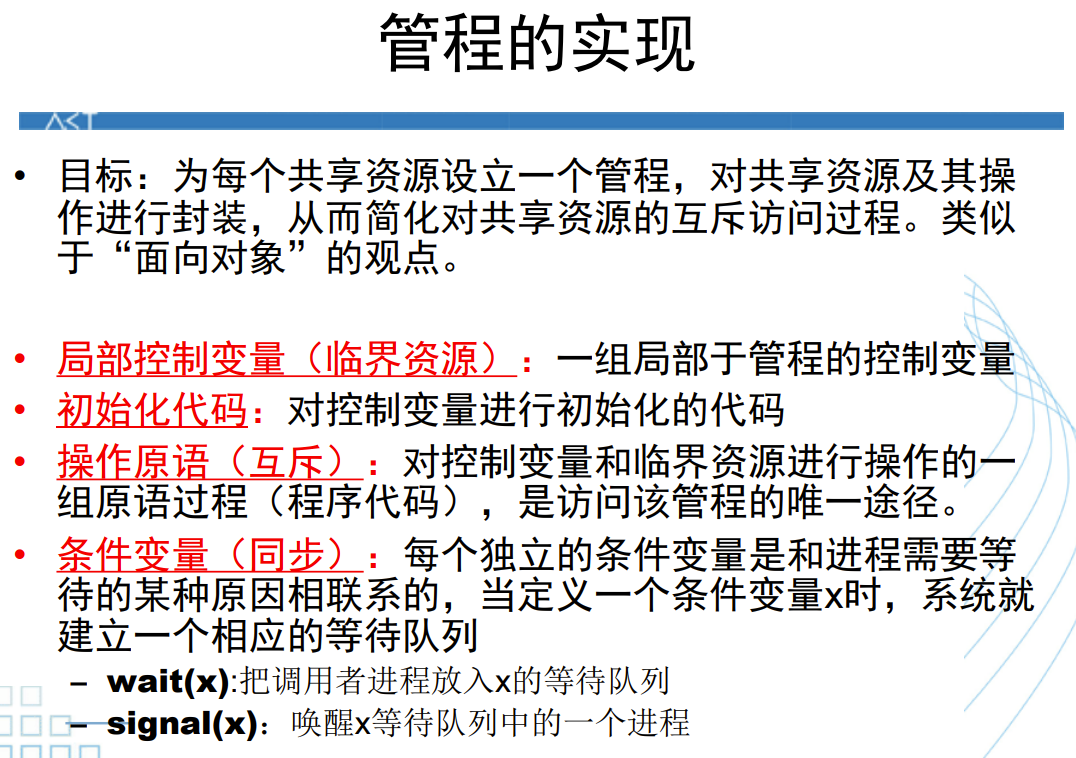 管程的实现
• 目标：为每个共享资源设立一个管程，对共享资源及其操
作进行封装，从而简化对共享资源的互斥访问过程。类似
于“面向对象”的观点。
• 局部控制变量（临界资源）：一组局部于管程的控制变量
• 初始化代码：对控制变量进行初始化的代码
• 操作原语（互斥）：对控制变量和临界资源进行操作的一
组原语过程（程序代码），是访问该管程的唯一途径。
• 条件变量（同步）：每个独立的条件变量是和进程需要等
待的某种原因相联系的，当定义一个条件变量x时，系统就
建立一个相应的等待队列
– wait(x):把调用者进程放入x的等待队列
– signal(x)：唤醒x等待队列中的一个进程